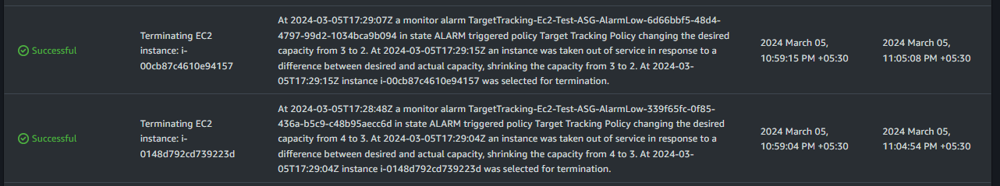 Successful
Terminating EC2
instance: i-
00cb87c4610e94157
At 2024-03-05T17:29:07Z a monitor alarm TargetTracking-Ec2-Test-ASG-AlarmLow-6d66bbf5-48d4-
4797-99d2-1034bca9b094 in state ALARM triggered policy Target Tracking Policy changing the desired
capacity from 3 to 2. At 2024-03-05T17:29:15Z an instance was taken out of service in response to a
difference between desired and actual capacity, shrinking the capacity from 3 to 2. At 2024-03-
05T17:29:15Z instance i-00cb87c4610e94157 was selected for termination.
2024 March 05,
10:59:15 PM +05:30
2024 March 05,
11:05:08 PM +05:30
Successful
Terminating EC2
instance: i-
0148d792cd739223d
At 2024-03-05T17:28:48Z a monitor alarm TargetTracking-Ec2-Test-ASG-AlarmLow-339f65fc-0f85-
436a-b5c9-c48b95aecc6d in state ALARM triggered policy Target Tracking Policy changing the desired
capacity from 4 to 3. At 2024-03-05T17:29:04Z an instance was taken out of service in response to a
difference between desired and actual capacity, shrinking the capacity from 4 to 3. At 2024-03-
05T17:29:04Z instance i-0148d792cd739223d was selected for termination.
2024 March 05,
10:59:04 PM +05:30
2024 March 05,
11:04:54 PM +05:30